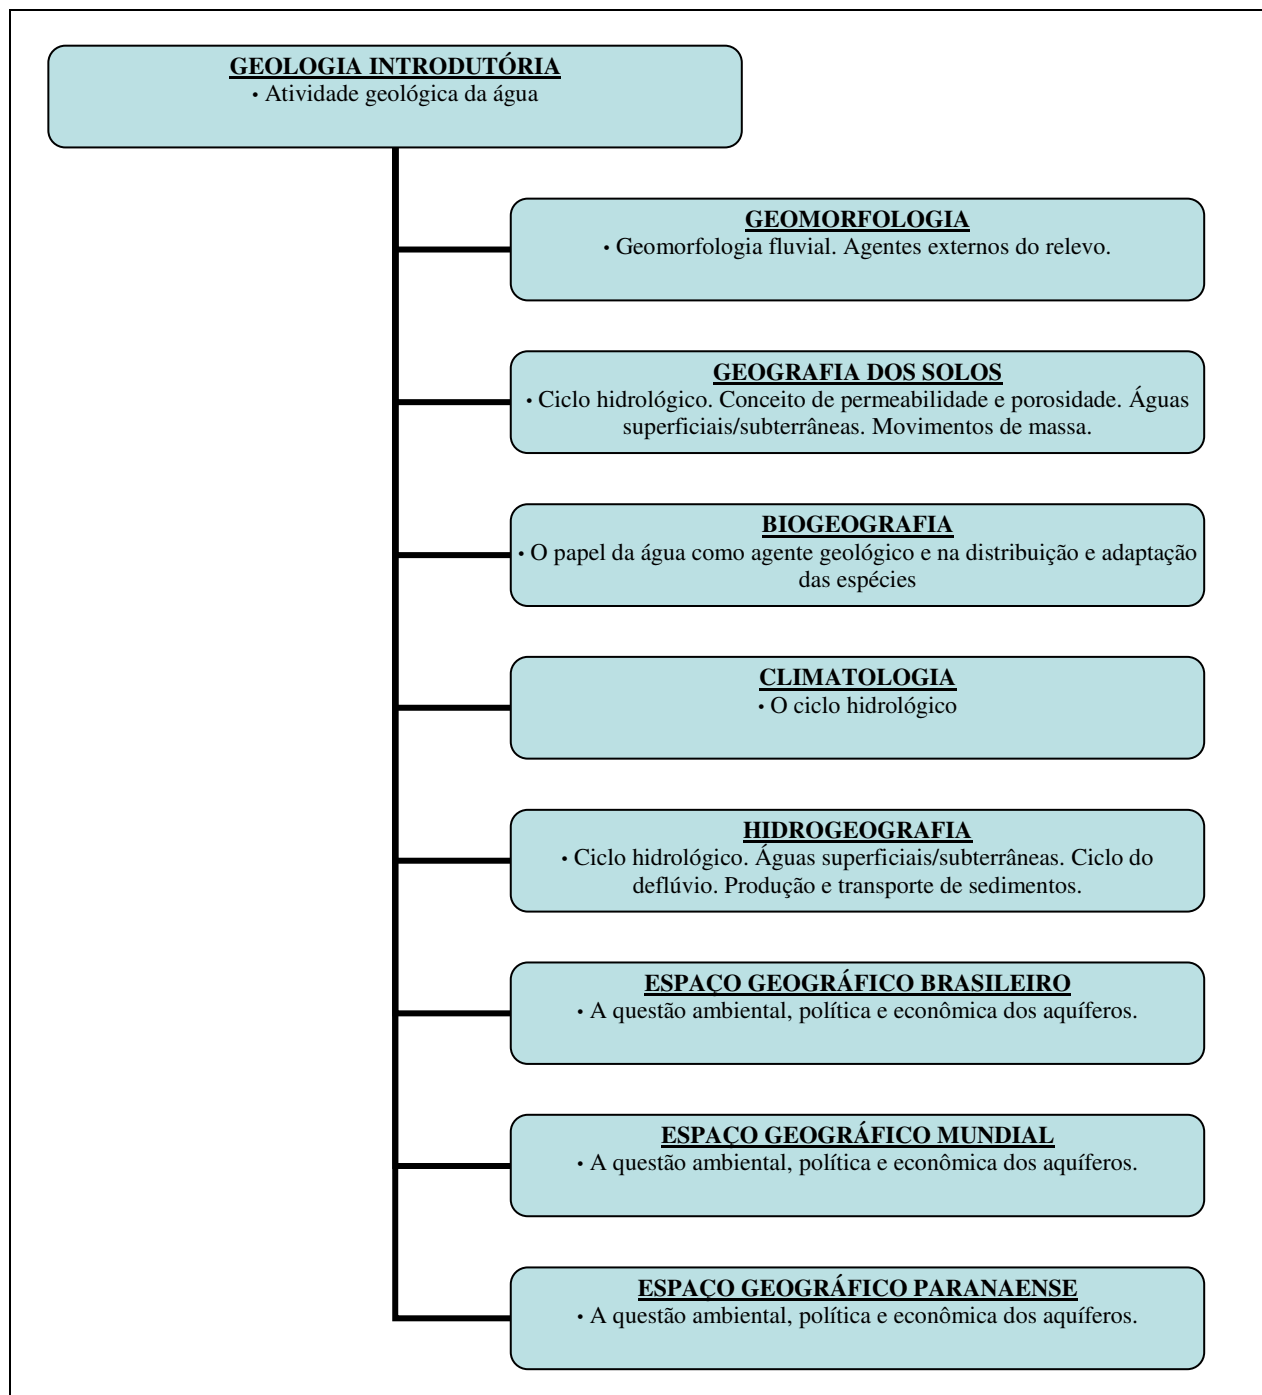 GEOLOGIA INTRODUTÓRIA
• Atividade geológica da água
GEOMORFOLOGIA
• Geomorfologia fluvial. Agentes externos do relevo.
GEOGRAFIA DOS SOLOS
• Ciclo hidrológico. Conceito de permeabilidade e porosidade. Águas
superficiais/subterrâneas. Movimentos de massa.
BIOGEOGRAFIA
• O papel da água como agente geológico e na distribuição e adaptação
das espécies
CLIMATOLOGIA
• O ciclo hidrológico
HIDROGEOGRAFIA
• Ciclo hidrológico. Águas superficiais/subterrâneas. Ciclo do
deflúvio. Produção e transporte de sedimentos.
ESPAÇO GEOGRÁFICO BRASILEIRO
• A questão ambiental, política e econômica dos aquíferos.
ESPAÇO GEOGRÁFICO MUNDIAL
• A questão ambiental, política e econômica dos aquíferos.
ESPAÇO GEOGRÁFICO PARANAENSE
• A questão ambiental, política e econômica dos aquíferos.